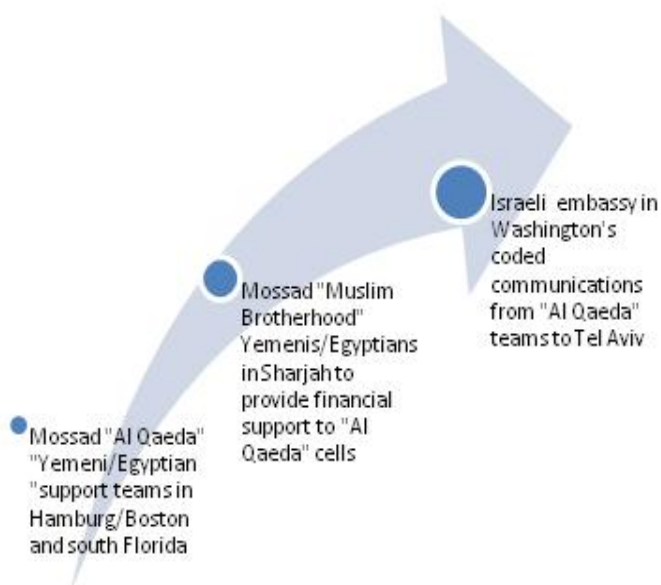 Mossad "Al Qaeda"
"Yemeni/Egyptian
"support teams in
Hamburg/Boston
and south Florida
Mossad "Muslim
Brotherhood"
Yemenis/Egyptians
in Sharjah to
provide financial
support to "Al
Qaeda" cells
Israeli embassy in
Washington's
coded
communications
from "Al Qaeda"
teams to Tel Aviv